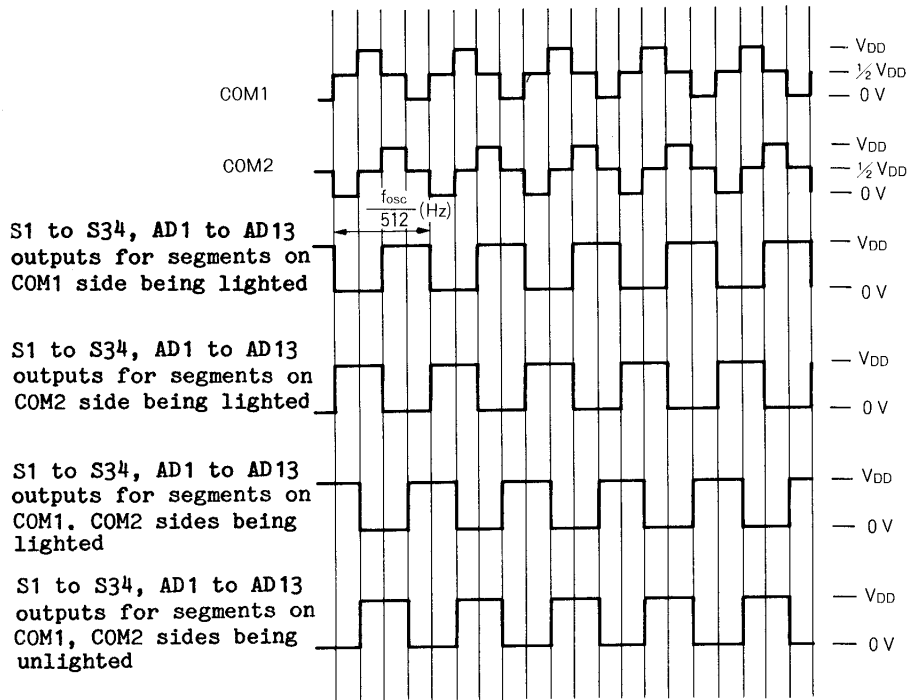 COM1
VDD
½ VDD
0 V
COM2
VDD
½ VDD
0 V
fosc
512
(Hz)
S1 to S34, AD1 to AD13
outputs for segments on
COM1 side being lighted
VDD
0 V
S1 to S34, AD1 to AD13
outputs for segments on
COM2 side being lighted
VDD
0 V
S1 to S34, AD1 to AD13
outputs for segments on
COM1. COM2 sides being
lighted
VDD
0 V
S1 to S34, AD1 to AD13
outputs for segments on
COM1, COM2 sides being
unlighted
VDD
0 V